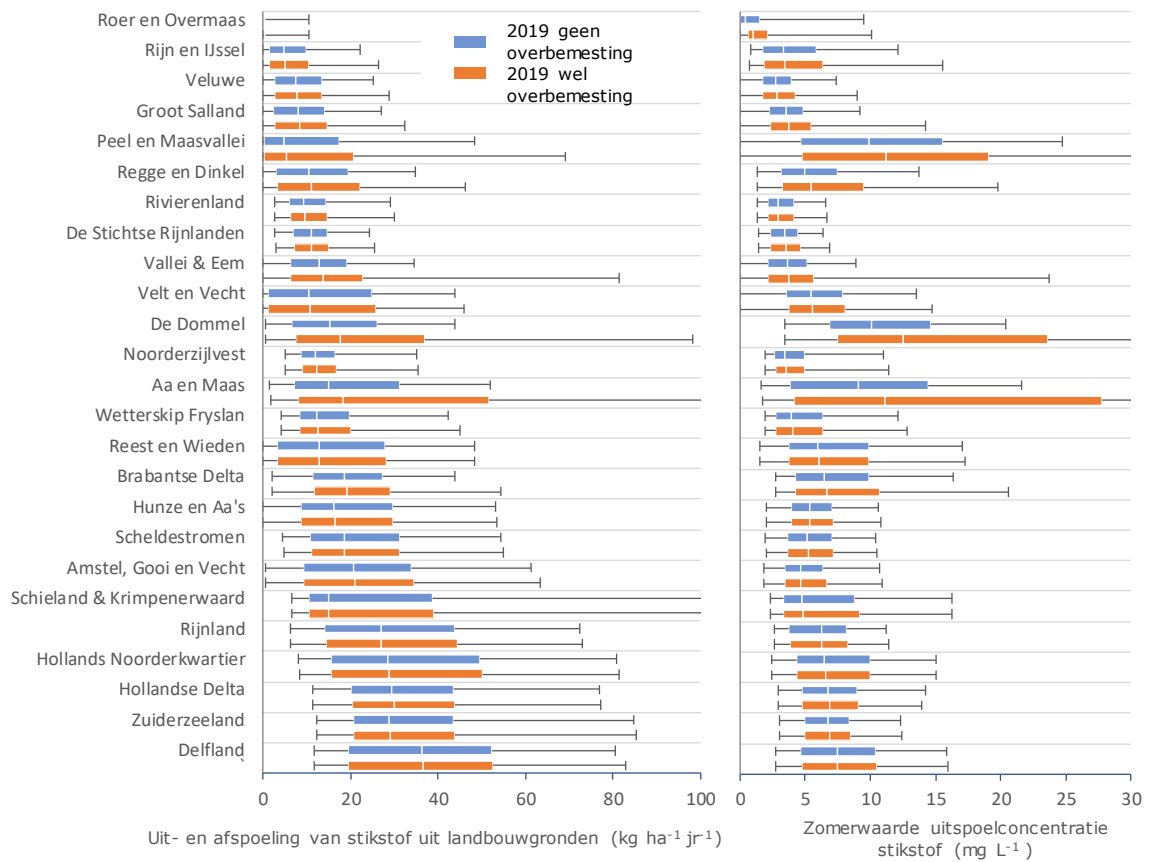 2019 geen
overbemesting
2019 wel
overbemesting
Roer en Overmaas
Rijn en IJssel
Veluwe
Groot Salland
Peel en Maasvallei
Regge en Dinkel
Rivierenland
De Stichtse Rijnlanden
Vallei & Eem
Velt en Vecht
De Dommel
Noorderzijlvest
Aa en Maas
Wetterskip Fryslan
Reest en Wieden
Brabantse Delta
Hunze en Aa's
Scheldestromen
Amstel, Gooi en Vecht
Schieland & Krimpenerwaard
Rijnland
Hollands Noorderkwartier
Hollandse Delta
Zuiderzeeland
Delfland
`
0 20 40 60 80 100
Uit- en afspoeling van stikstof uit landbouwgronden (kg ha⁻¹ jr⁻¹)
0 5 10 15 20 25 30
Zomerwaarde uitspoelconcentratie
stikstof (mg L⁻¹)